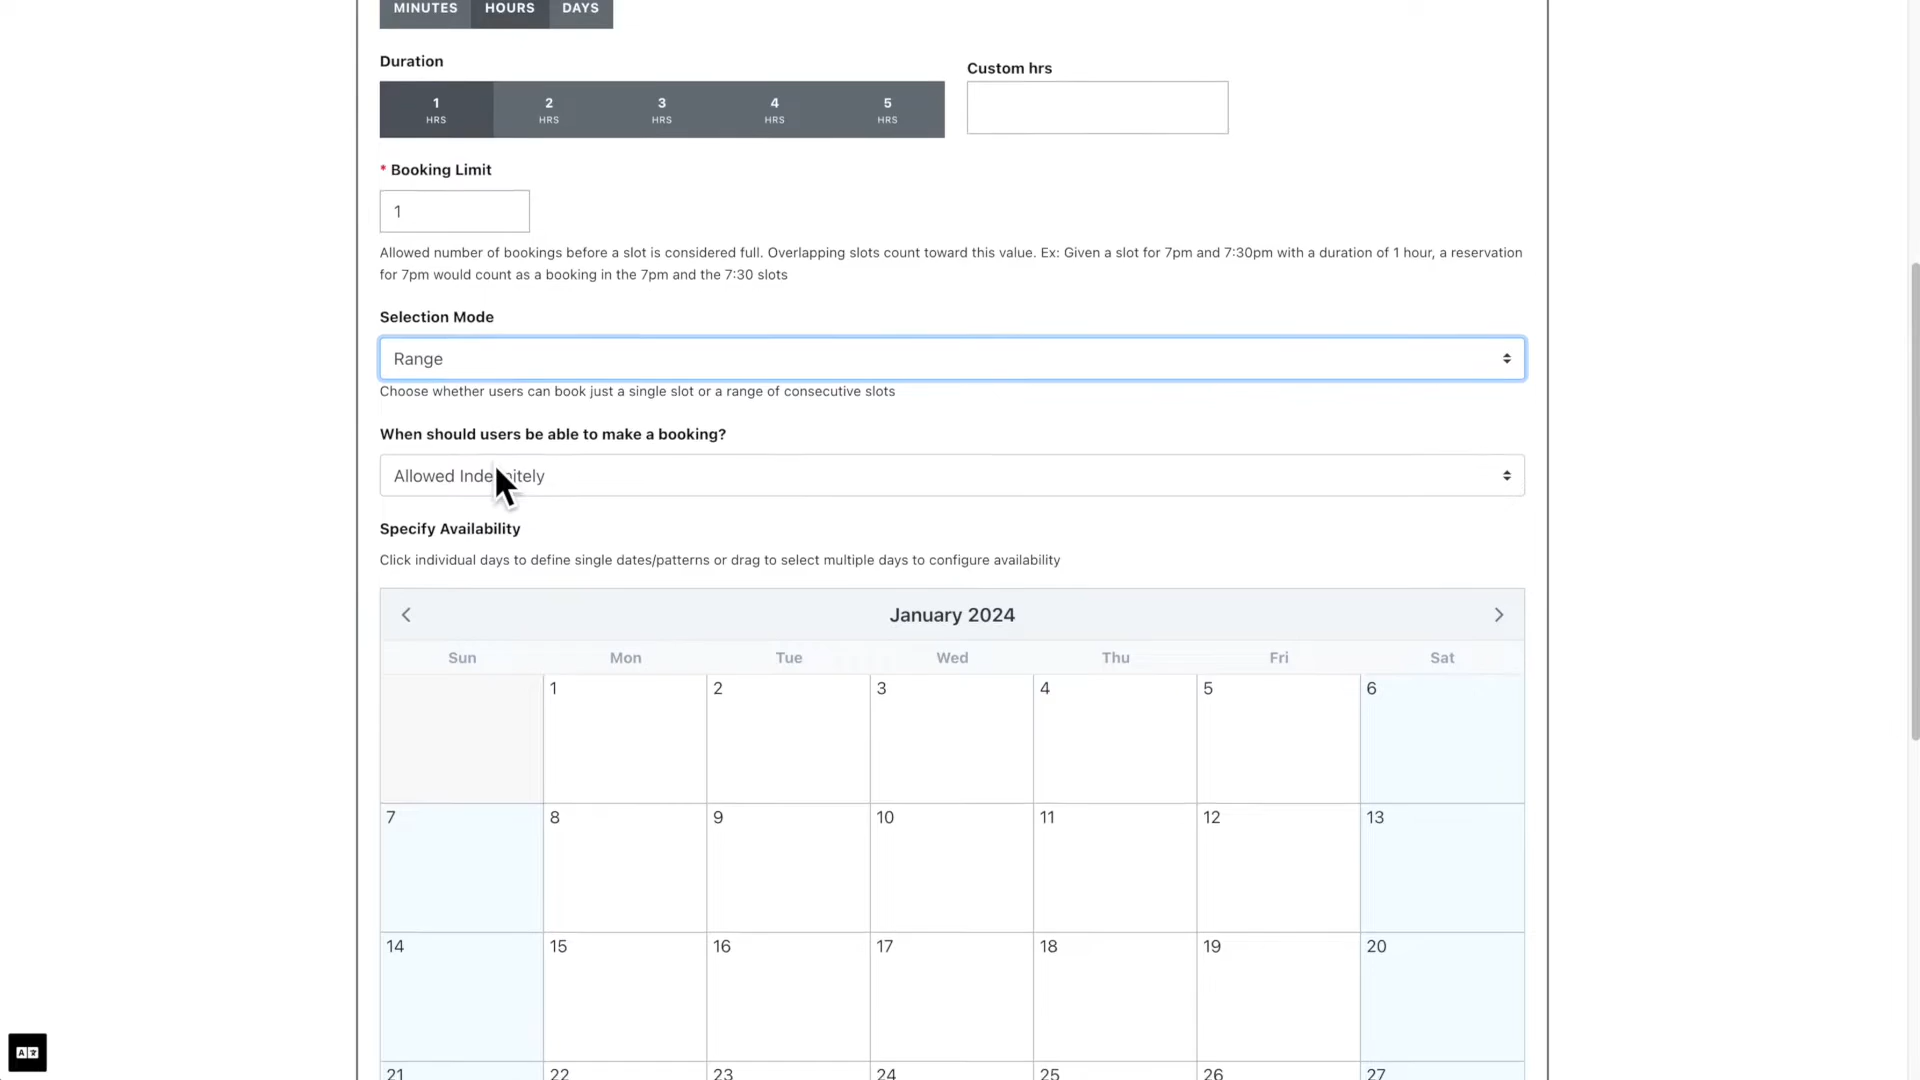 MINUTES HOURS DAYS
Duration
Custom hrs
1 2 3 4 5
HRS HRS HRS HRS HRS
* Booking Limit
1
Allowed number of bookings before a slot is considered full. Overlapping slots count toward this value. Ex: Given a slot for 7pm and 7:30pm with a duration of 1 hour, a reservation
for 7pm would count as a booking in the 7pm and the 7:30 slots
Selection Mode
Range
Choose whether users can book just a single slot or a range of consecutive slots
When should users be able to make a booking?
Allowed
Specify Availability
Click individual days to define single dates/patterns or drag to select multiple days to configure availability
January 2024
Sun Mon Tue Wed Thu Fri Sat
1 2 3 4 5 6
7 8 9 10 11 12 13
14 15 16 17 18 19 20
21 22 23 24 25 26 27